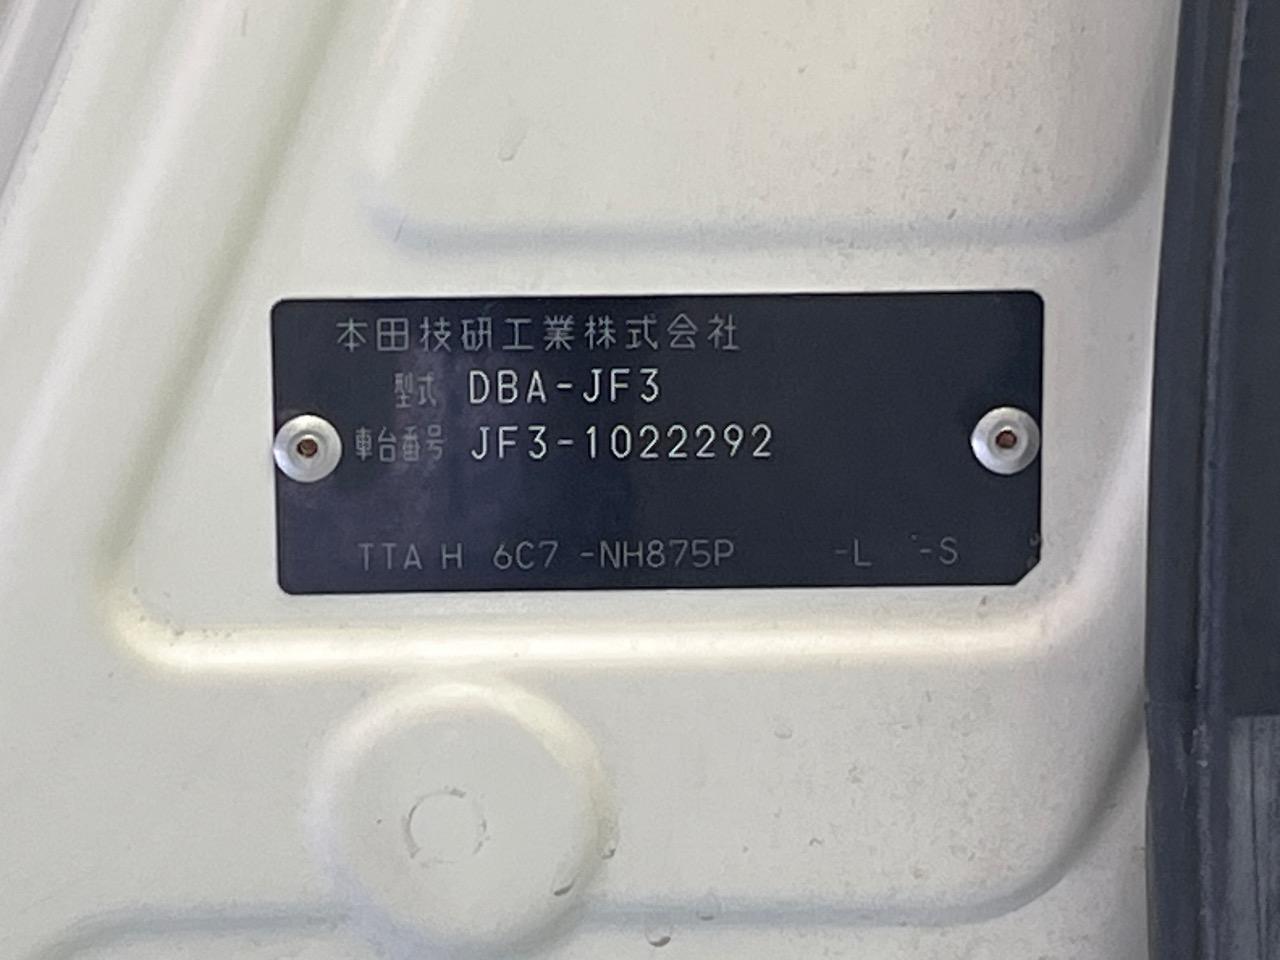 本田技研工業株式会社
型式 DBA-JF3
車台番号 JF3-1022292
TTA H 6C7 -NH875P -L -S